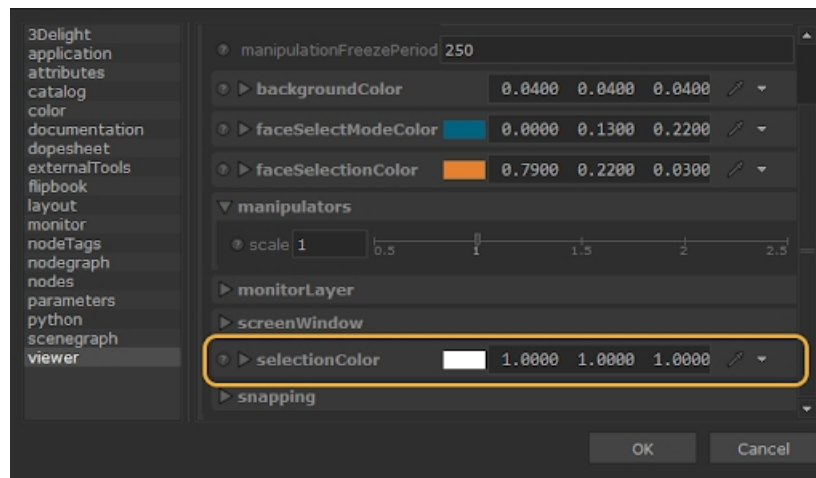 3Delight
application
attributes
catalog
color
documentation
dopesheet
externalTools
flipbook
layout
monitor
nodeTags
nodegraph
nodes
parameters
python
scenegraph
viewer
manipulationFreezePeriod 250
backgroundColor 0.0400 0.0400 0.0400
faceSelectModeColor 0.0000 0.1300 0.2200
faceSelectionColor 0.7900 0.2200 0.0300
manipulators
scale 1 0.5 1 1.5 2 2.5
monitorLayer
screenWindow
selectionColor 1.0000 1.0000 1.0000
snapping
OK Cancel